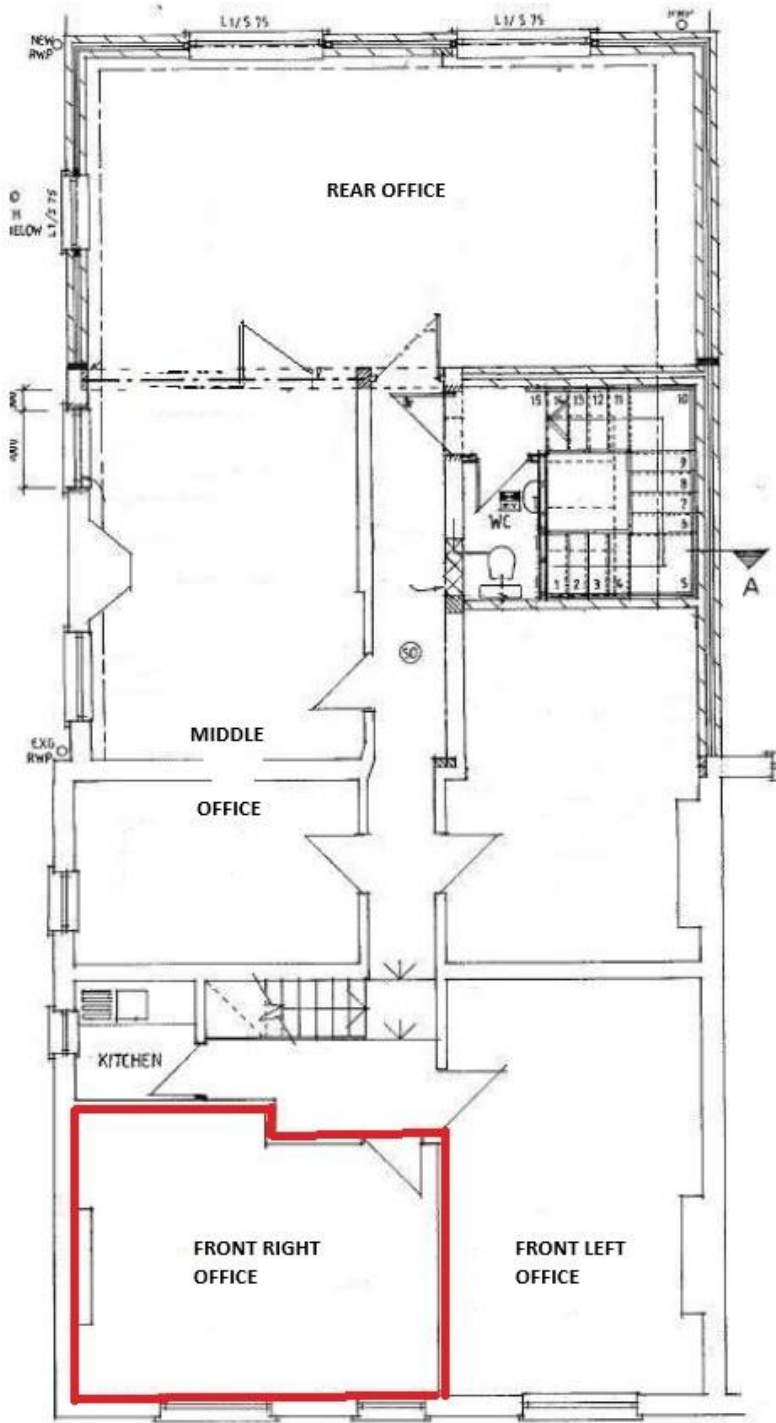 L1/S 75
L1/S 75
NEW
RWP
REAR OFFICE
L1/S 75
15 14 13 12 11 10
9
8
7
6
WC
1 2 3 4 5
A
SO
MIDDLE
EXG
RWP
OFFICE
KITCHEN
FRONT RIGHT
OFFICE
FRONT LEFT
OFFICE